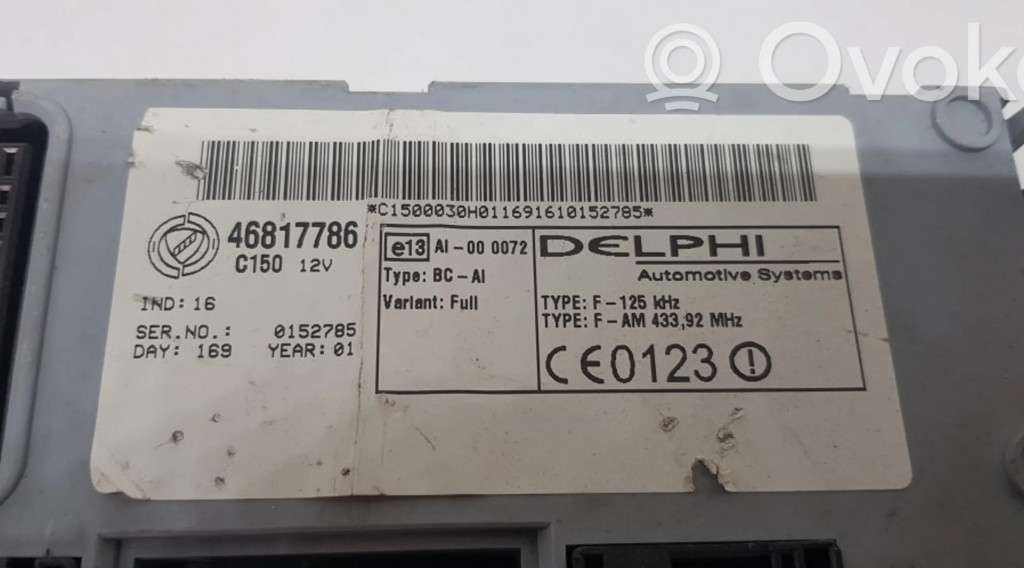 Ovoko
*C1500030H011691610152785*
46817786
C150 12V
IND: 16
SER.NO.: 0152785
DAY: 169 YEAR: 01
e13 AI-00 0072
Type: BC-AI
Variant: Full
DELPHI
Automotive Systems
TYPE: F-125 kHz
TYPE: F-AM 433,92 MHz
CE0123